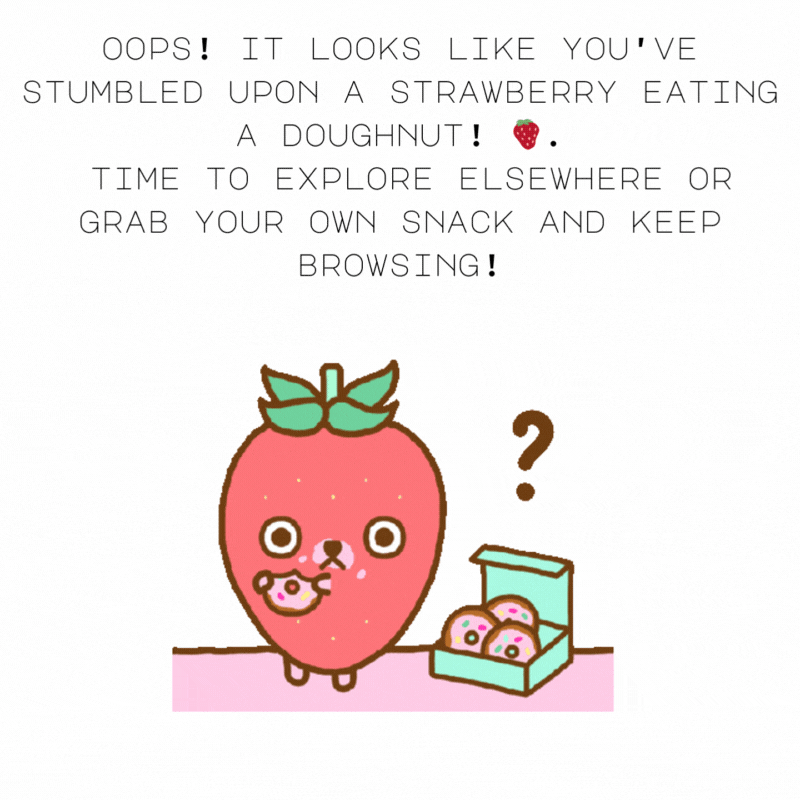 OOPS! IT LOOKS LIKE YOU'VE
STUMBLED UPON A STRAWBERRY EATING
A DOUGHNUT! 🍓.
TIME TO EXPLORE ELSEWHERE OR
GRAB YOUR OWN SNACK AND KEEP
BROWSING!
?